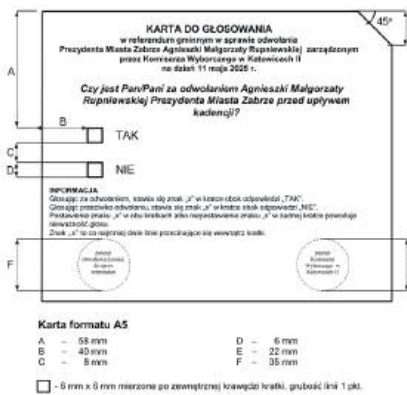 KARTA DO GŁOSOWANIA
w referendum gminnym w sprawie odwołania
Prezydenta Miasta Zabrze Agnieszki Małgorzaty Rupniewskiej zarządzonym
przez Komisarza Wyborczego w Katowicach II
na dzień 11 maja 2025 r.
45°
E
A
Czy jest Pan/Pani za odwołaniem Agnieszki Małgorzaty
Rupniewskiej Prezydenta Miasta Zabrze przed upływem
kadencji?
B
TAK
C
D
NIE
INFORMACJA
Głosując za odwołaniem, stawia się znak „x” w kratce obok odpowiedzi „TAK”.
Głosując przeciwko odwołaniu, stawia się znak „x” w kratce obok odpowiedzi „NIE”.
Postawienie znaku „x” w obu kratkach albo niepostawienie znaku „x” w żadnej kratce powoduje
nieważność głosu.
Znak „x” to co najmniej dwie linie przecinające się wewnątrz kratki.
F
Komisarza
Wyborczego w
Katowicach II
Karta formatu A5
A – 58 mm
B – 40 mm
C – 8 mm
D – 6 mm
E – 22 mm
F – 35 mm
- 6 mm x 6 mm mierzone po zewnętrznej krawędzi kratki, grubość linii 1 pkt.